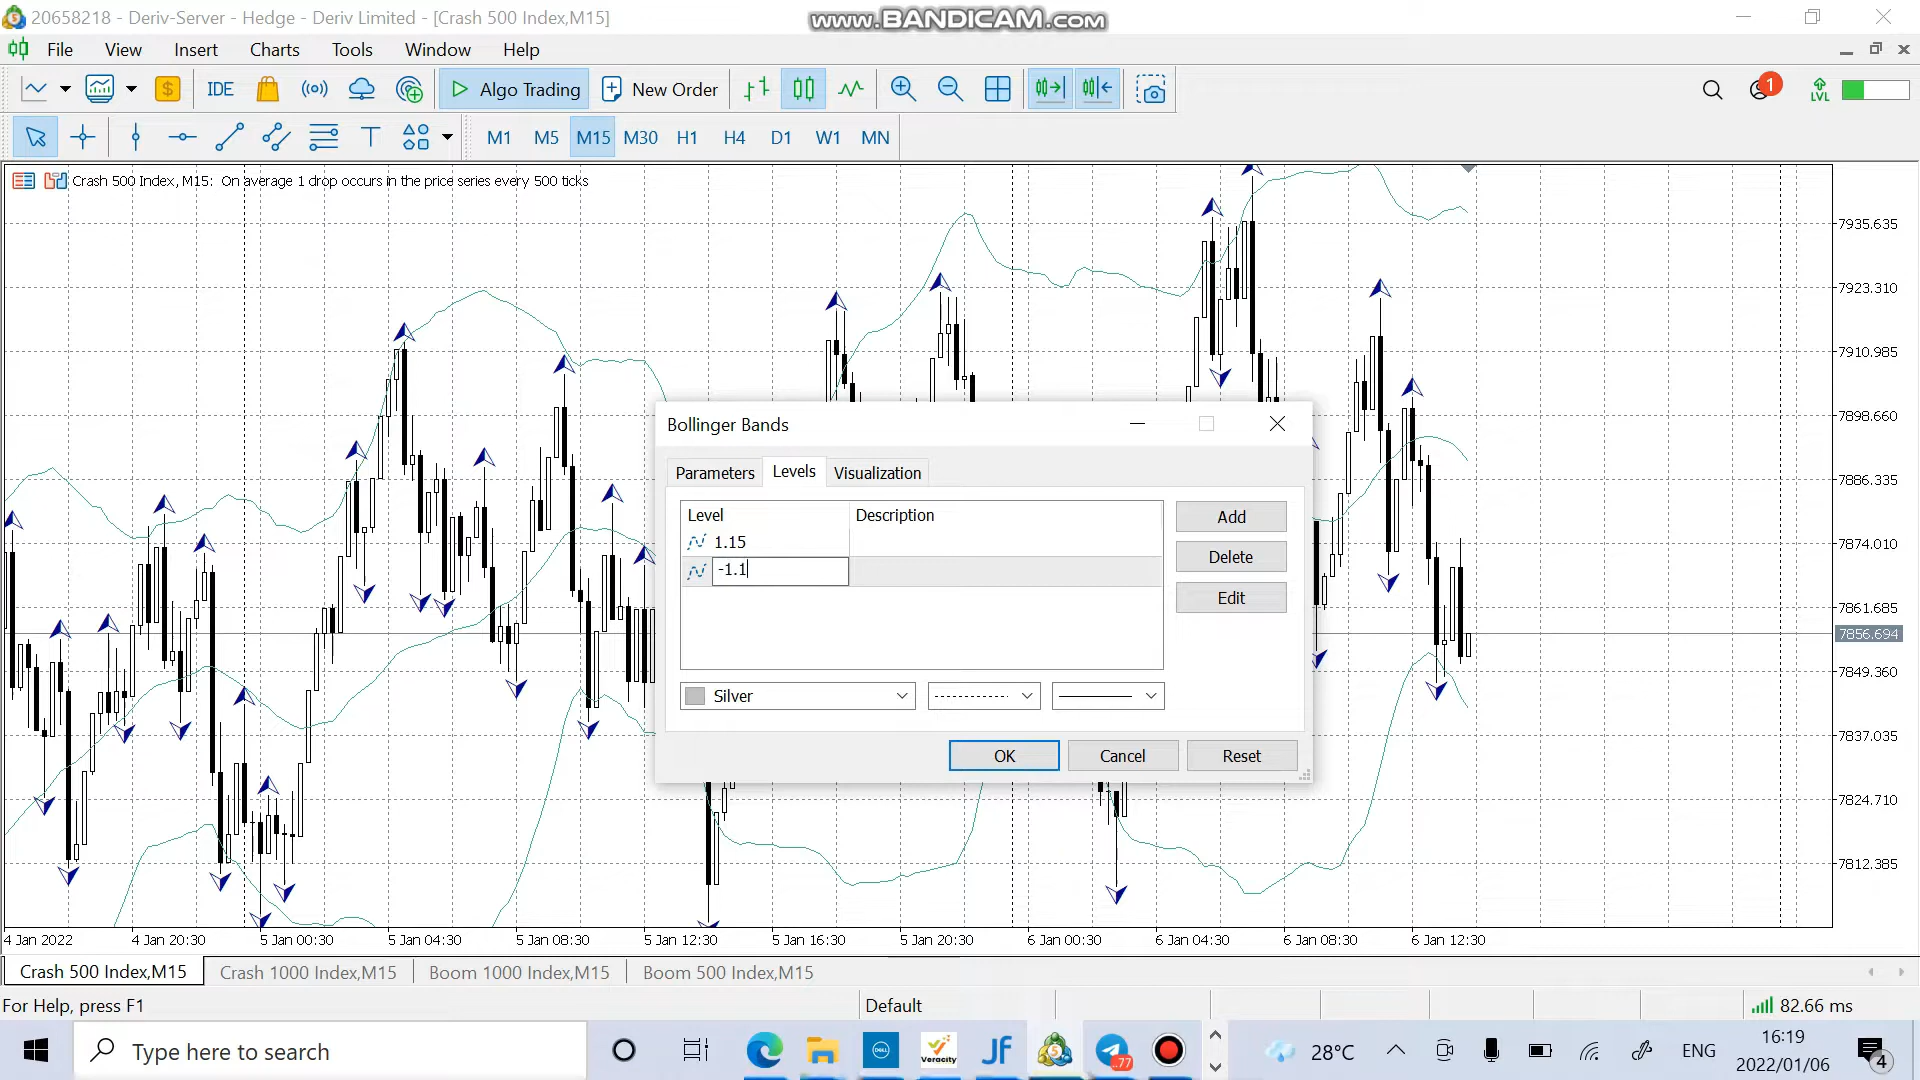 20658218 - Deriv-Server - Hedge - Deriv Limited - [Crash 500 Index,M15]
www.BANDICAM.com
File View Insert Charts Tools Window Help
IDE Algo Trading New Order 1 LVL
T M1 M5 M15 M30 H1 H4 D1 W1 MN
Crash 500 Index, M15: On average 1 drop occurs in the price series every 500 ticks
7935.635
7923.310
7910.985
7898.660
7886.335
7874.010
7861.685
7856.694
7849.360
7837.035
7824.710
7812.385
Bollinger Bands
Parameters Levels Visualization
Level Description
1.15
-1.1
Add
Delete
Edit
Silver
OK Cancel Reset
4 Jan 2022 4 Jan 20:30 5 Jan 00:30 5 Jan 04:30 5 Jan 08:30 5 Jan 12:30 5 Jan 16:30 5 Jan 20:30 6 Jan 00:30 6 Jan 04:30 6 Jan 08:30 6 Jan 12:30
Crash 500 Index,M15 Crash 1000 Index,M15 Boom 1000 Index,M15 Boom 500 Index,M15
For Help, press F1 Default 82.66 ms
Type here to search DELL Veracity JF 77 28°C ENG 16:19
2022/01/06 4